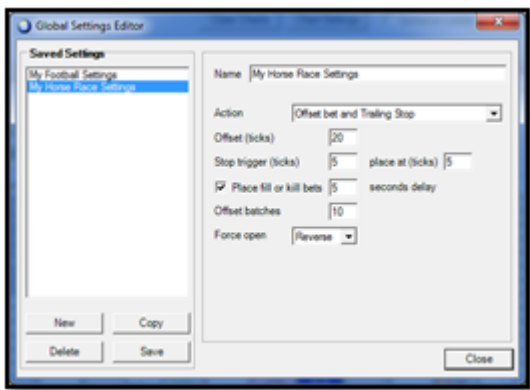 Global Settings Editor
Saved Settings
My Football Settings
My Horse Race Settings
New
Copy
Delete
Save
Name My Horse Race Settings
Action Offset bet and Trailing Stop
Offset (ticks) 20
Stop trigger (ticks) 5 place at (ticks) 5
Place fill or kill bets 5 seconds delay
Offset batches 10
Force open Reverse
Close